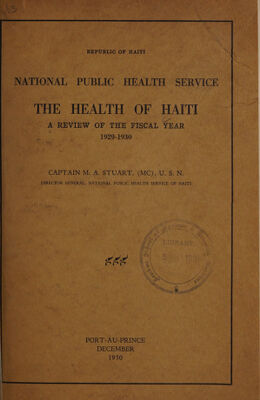 REPUBLIC OF HAITI
NATIONAL PUBLIC HEALTH SERVICE
THE HEALTH OF HAITI
A REVIEW OF THE FISCAL YEAR
1929-1930
CAPTAIN M. A. STUART, (MC), U. S. N.
DIRECTOR GENERAL, NATIONAL PUBLIC HEALTH SERVICE OF HAITI
LIBRARY
PORT-AU-PRINCE
DECEMBER
1930